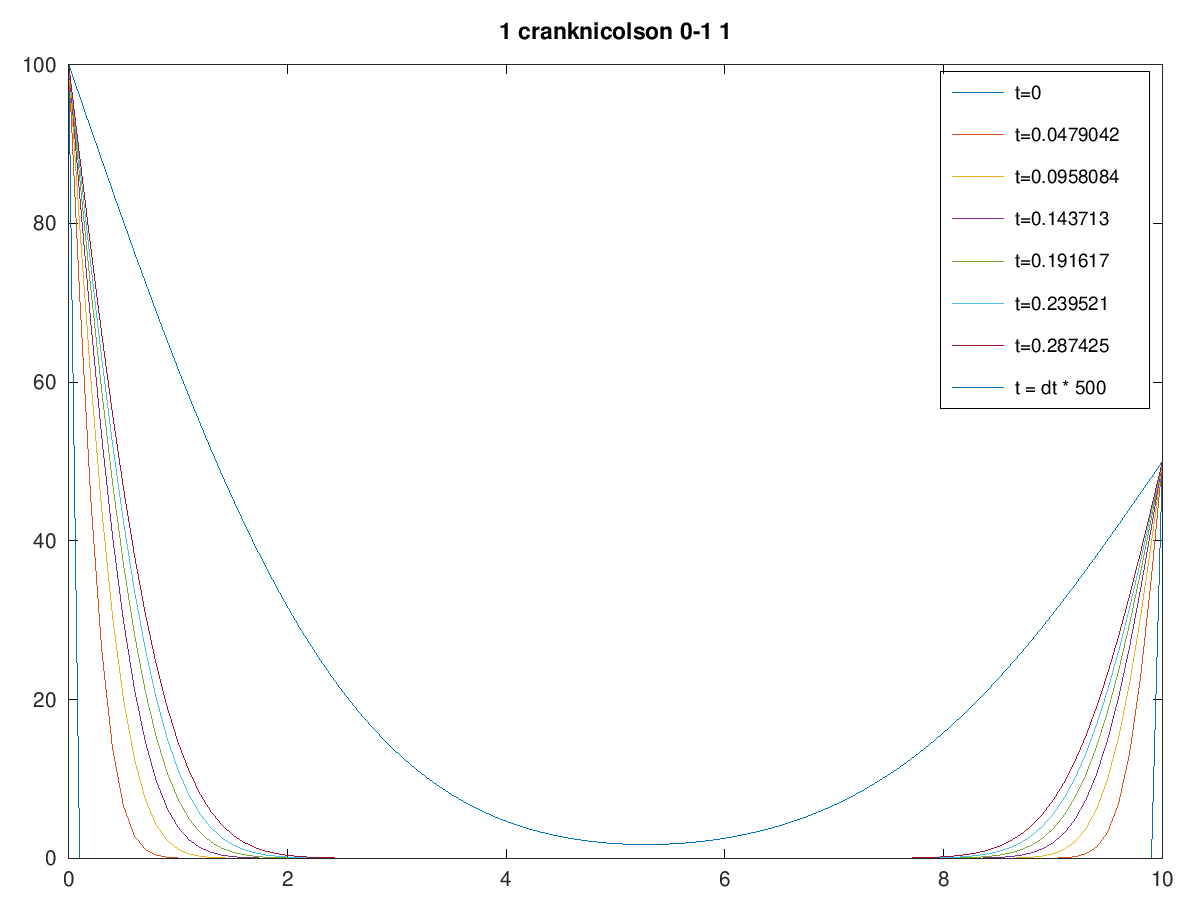 1 cranknicolson 0-1 1
100
80
60
40
20
0
0 2 4 6 8 10
t=0
t=0.0479042
t=0.0958084
t=0.143713
t=0.191617
t=0.239521
t=0.287425
t = dt * 500